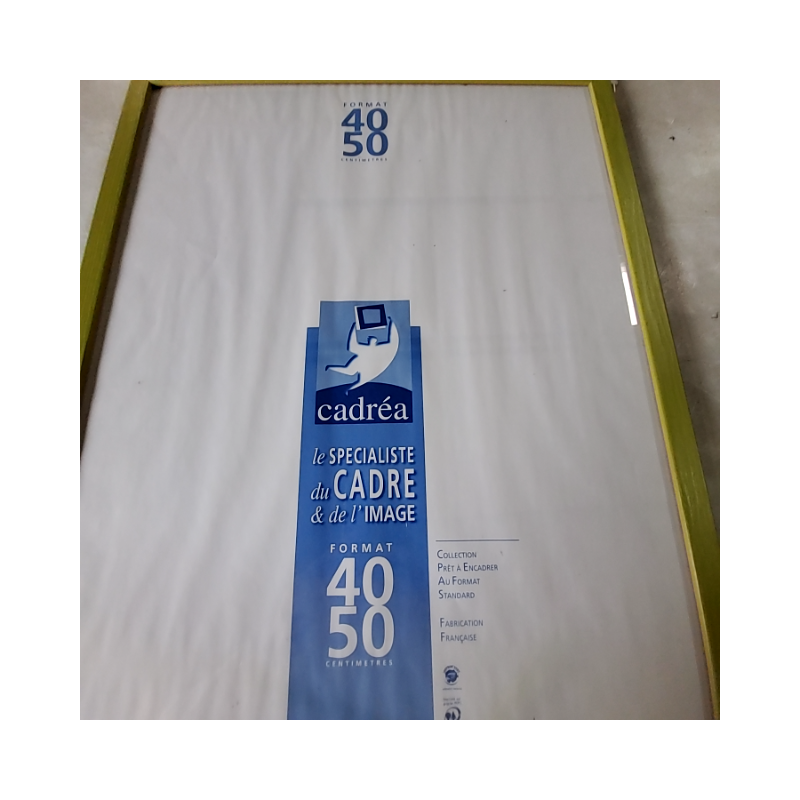 FORMAT
40
50
CENTIMETRES
cadréa
le SPECIALISTE
du CADRE
& de l'IMAGE
FORMAT
40
50
CENTIMETRES
COLLECTION
PRÊT À ENCADRER
AU FORMAT
STANDARD
FABRICATION
FRANÇAISE